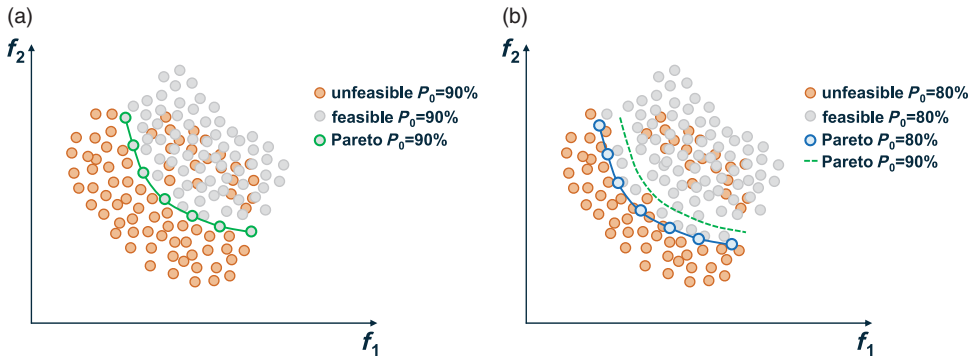 (a)
f2
unfeasible P0=90%
feasible P0=90%
Pareto P0=90%
f1
(b)
f2
unfeasible P0=80%
feasible P0=80%
Pareto P0=80%
Pareto P0=90%
f1